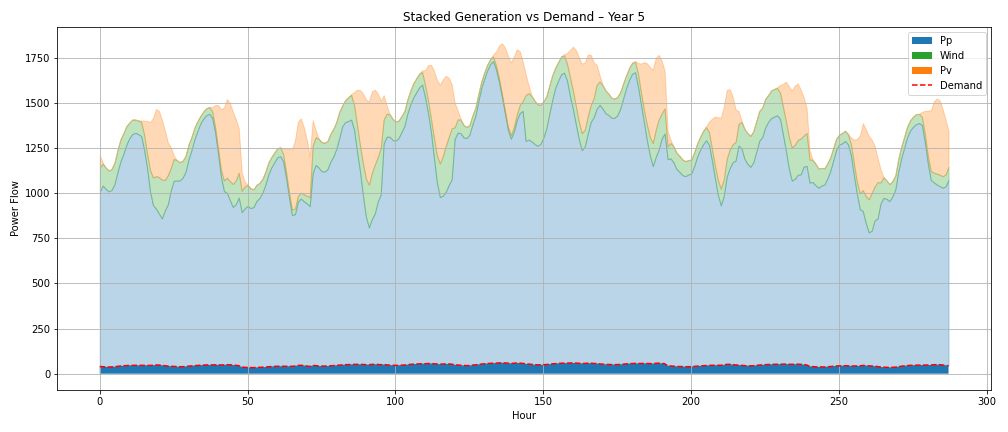 Stacked Generation vs Demand – Year 5
Power Flow
1750
1500
1250
1000
750
500
250
0
0 50 100 150 200 250 300
Hour
Pp
Wind
Pv
Demand